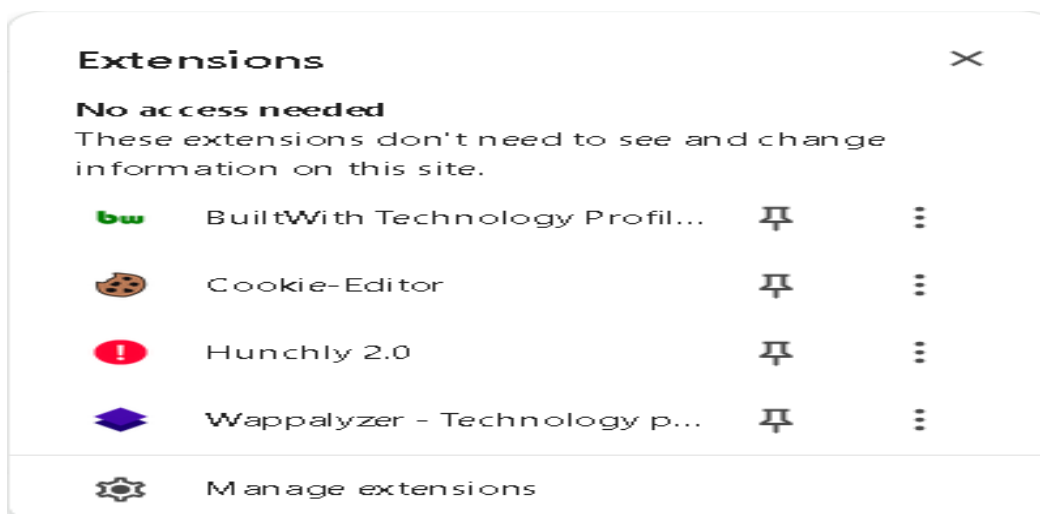 Extensions
No access needed
These extensions don't need to see and change
information on this site.
bw BuiltWith Technology Profil...
Cookie-Editor
! Hunchly 2.0
Wappalyzer - Technology p...
Manage extensions